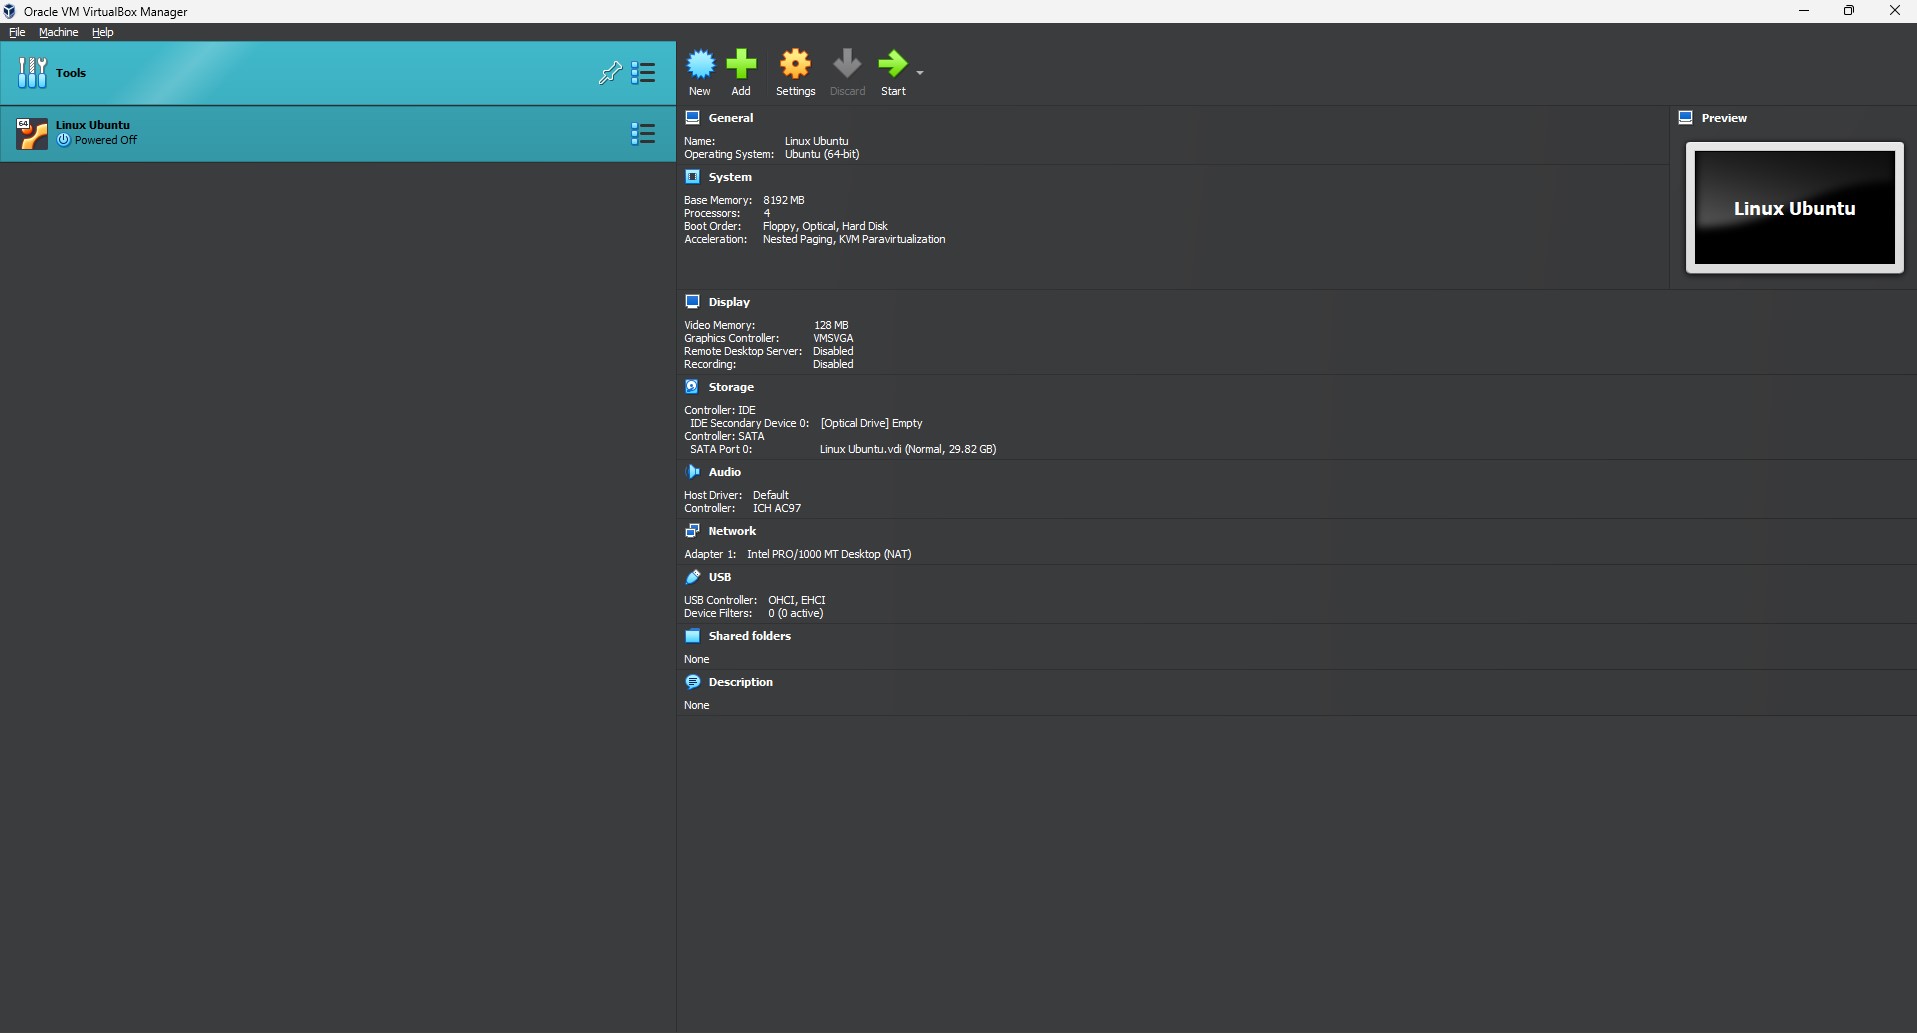 Oracle VM VirtualBox Manager
File Machine Help
Tools
64
Linux Ubuntu
Powered Off
New Add Settings Discard Start
General
Name: Linux Ubuntu
Operating System: Ubuntu (64-bit)
System
Base Memory: 8192 MB
Processors: 4
Boot Order: Floppy, Optical, Hard Disk
Acceleration: Nested Paging, KVM Paravirtualization
Preview
Linux Ubuntu
Display
Video Memory: 128 MB
Graphics Controller: VMSVGA
Remote Desktop Server: Disabled
Recording: Disabled
Storage
Controller: IDE
IDE Secondary Device 0: [Optical Drive] Empty
Controller: SATA
SATA Port 0: Linux Ubuntu.vdi (Normal, 29.82 GB)
Audio
Host Driver: Default
Controller: ICH AC97
Network
Adapter 1: Intel PRO/1000 MT Desktop (NAT)
USB
USB Controller: OHCI, EHCI
Device Filters: 0 (0 active)
Shared folders
None
Description
None